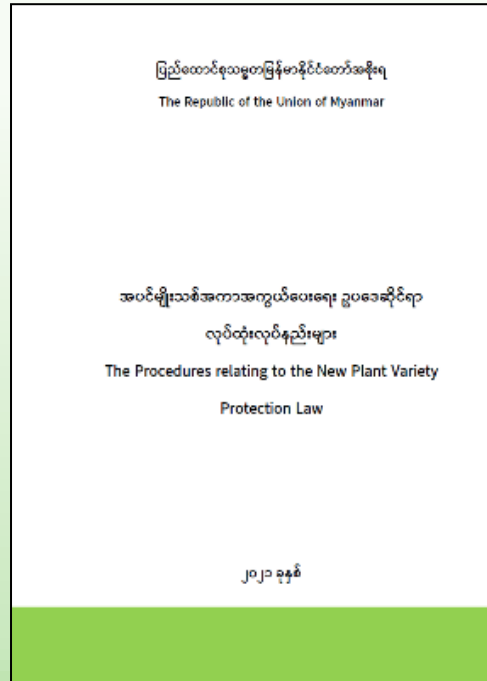 ပြည်ထောင်စုသမ္မတမြန်မာနိုင်ငံတော်အစိုးရ
The Republic of the Union of Myanmar
အပင်မျိုးသစ်အကာအကွယ်ပေးရေး ဥပဒေဆိုင်ရာ
လုပ်ထုံးလုပ်နည်းများ
The Procedures relating to the New Plant Variety
Protection Law
၂၀၂၁ ခုနှစ်